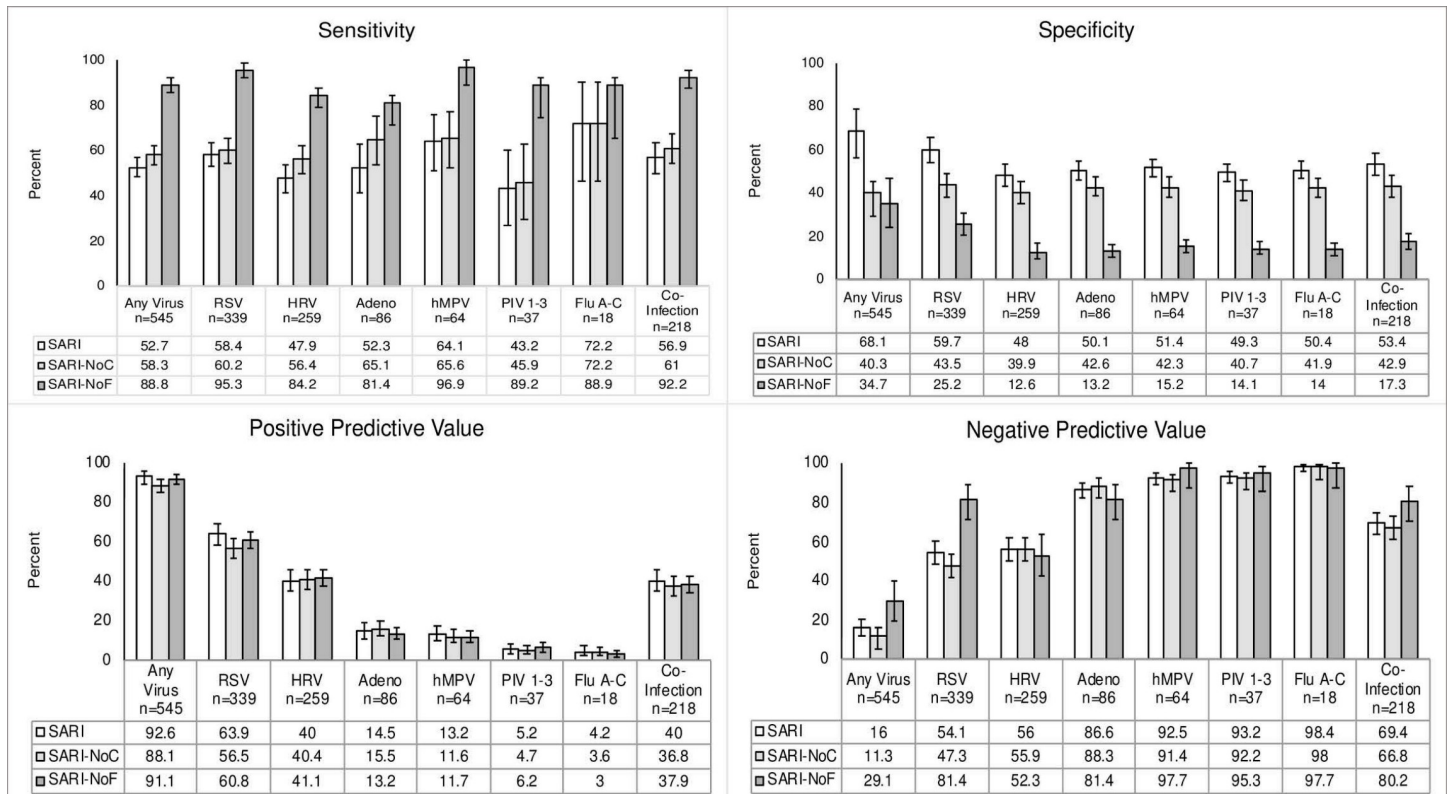 Sensitivity
Percent
100
80
60
40
20
0
Any Virus n=545 RSV n=339 HRV n=259 Adeno n=86 hMPV n=64 PIV 1-3 n=37 Flu A-C n=18 Co-Infection n=218
SARI 52.7 58.4 47.9 52.3 64.1 43.2 72.2 56.9
SARI-NoC 58.3 60.2 56.4 65.1 65.6 45.9 72.2 61
SARI-NoF 88.8 95.3 84.2 81.4 96.9 89.2 88.9 92.2
Specificity
Percent
100
80
60
40
20
0
Any Virus n=545 RSV n=339 HRV n=259 Adeno n=86 hMPV n=64 PIV 1-3 n=37 Flu A-C n=18 Co-Infection n=218
SARI 68.1 59.7 48 50.1 51.4 49.3 50.4 53.4
SARI-NoC 40.3 43.5 39.9 42.6 42.3 40.7 41.9 42.9
SARI-NoF 34.7 25.2 12.6 13.2 15.2 14.1 14 17.3
Positive Predictive Value
Percent
100
80
60
40
20
0
Any Virus n=545 RSV n=339 HRV n=259 Adeno n=86 hMPV n=64 PIV 1-3 n=37 Flu A-C n=18 Co-Infection n=218
SARI 92.6 63.9 40 14.5 13.2 5.2 4.2 40
SARI-NoC 88.1 56.5 40.4 15.5 11.6 4.7 3.6 36.8
SARI-NoF 91.1 60.8 41.1 13.2 11.7 6.2 3 37.9
Negative Predictive Value
Percent
100
80
60
40
20
0
Any Virus n=545 RSV n=339 HRV n=259 Adeno n=86 hMPV n=64 PIV 1-3 n=37 Flu A-C n=18 Co-Infection n=218
SARI 16 54.1 56 86.6 92.5 93.2 98.4 69.4
SARI-NoC 11.3 47.3 55.9 88.3 91.4 92.2 98 66.8
SARI-NoF 29.1 81.4 52.3 81.4 97.7 95.3 97.7 80.2